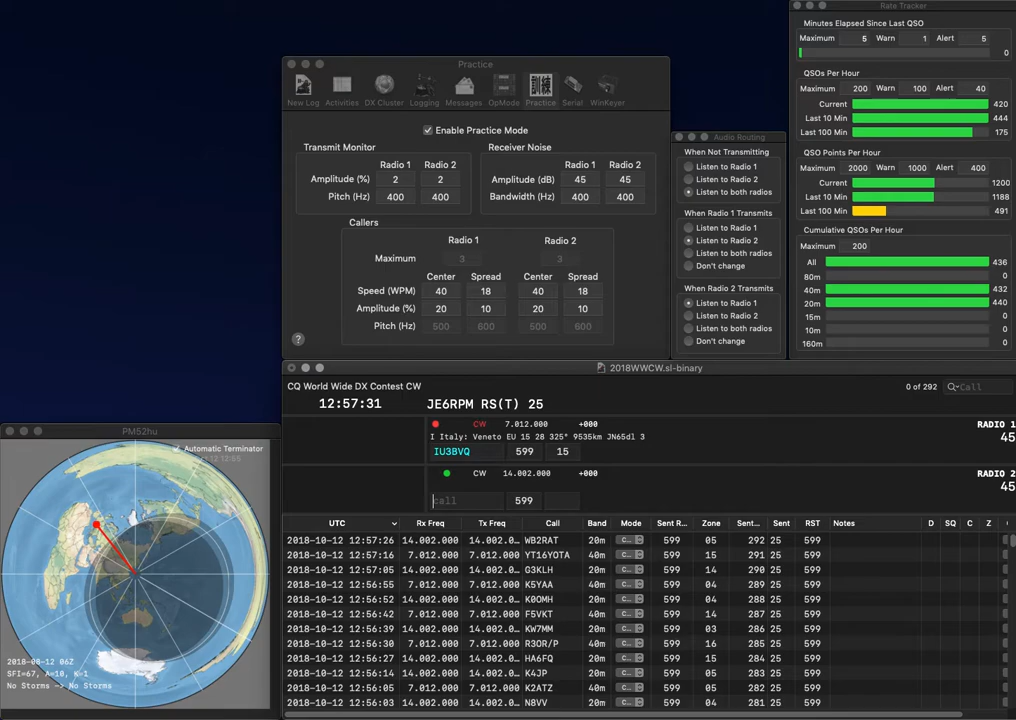 Rate Tracker
Minutes Elapsed Since Last QSO
Maximum 5 Warn 1 Alert 5
0
QSOs Per Hour
Maximum 200 Warn 100 Alert 40
Current 420
Last 10 Min 444
Last 100 Min 175
QSO Points Per Hour
Maximum 2000 Warn 1000 Alert 400
Current 1200
Last 10 Min 1188
Last 100 Min 491
Cumulative QSOs Per Hour
Maximum 200
All 436
80m 0
40m 432
20m 440
15m 0
10m 0
160m 0
Practice
New Log Activities DX Cluster Logging Messages OpMode 訓練 Practice Serial WinKeyer
Enable Practice Mode
Transmit Monitor
Radio 1 Radio 2
Amplitude (%) 2 2
Pitch (Hz) 400 400
Receiver Noise
Radio 1 Radio 2
Amplitude (dB) 45 45
Bandwidth (Hz) 400 400
Callers
Radio 1 Radio 2
Maximum 3 3
Center Spread Center Spread
Speed (WPM) 40 18 40 18
Amplitude (%) 20 10 20 10
Pitch (Hz) 500 600 500 600
?
Audio Routing
When Not Transmitting
Listen to Radio 1
Listen to Radio 2
Listen to both radios
When Radio 1 Transmits
Listen to Radio 1
Listen to Radio 2
Listen to both radios
Don't change
When Radio 2 Transmits
Listen to Radio 1
Listen to Radio 2
Listen to both radios
Don't change
2018WWCW.sl-binary
CQ World Wide DX Contest CW 0 of 292 Call
12:57:31 JE6RPM RS(T) 25
CW 7.012.000 +000 RADIO 1
I Italy: Veneto EU 15 28 325° 9535km JN65dl 3 45
IU3BVQ 599 15
CW 14.002.000 +000 RADIO 2
45
call 599
UTC Rx Freq Tx Freq Call Band Mode Sent R... Zone Sent... Sent RST Notes D SQ C Z
2018-10-12 12:57:26 14.002.000 14.002.0... WB2RAT 20m C... 599 05 292 25 599
2018-10-12 12:57:16 7.012.000 7.012.000 YT16YOTA 40m C... 599 15 291 25 599
2018-10-12 12:57:05 14.002.000 14.002.0... G3KLH 20m C... 599 14 290 25 599
2018-10-12 12:56:55 7.012.000 7.012.000 K5YAA 40m C... 599 04 289 25 599
2018-10-12 12:56:52 14.002.000 14.002.0... K0OMH 20m C... 599 04 288 25 599
2018-10-12 12:56:42 7.012.000 7.012.000 F5VKT 40m C... 599 14 287 25 599
2018-10-12 12:56:39 14.002.000 14.002.0... KW7MM 20m C... 599 03 286 25 599
2018-10-12 12:56:30 7.012.000 7.012.000 R3OR/P 40m C... 599 16 285 25 599
2018-10-12 12:56:27 14.002.000 14.002.0... HA6FQ 20m C... 599 15 284 25 599
2018-10-12 12:56:14 14.002.000 14.002.0... K4JP 20m C... 599 05 283 25 599
2018-10-12 12:56:05 7.012.000 7.012.000 K2ATZ 40m C... 599 05 282 25 599
2018-10-12 12:56:03 14.002.000 14.002.0... N8VV 20m C... 599 04 281 25 599
PM52hu
Automatic Terminator
2018-08-12 06Z
SFI=67, A=10, K=1
No Storms -> No Storms